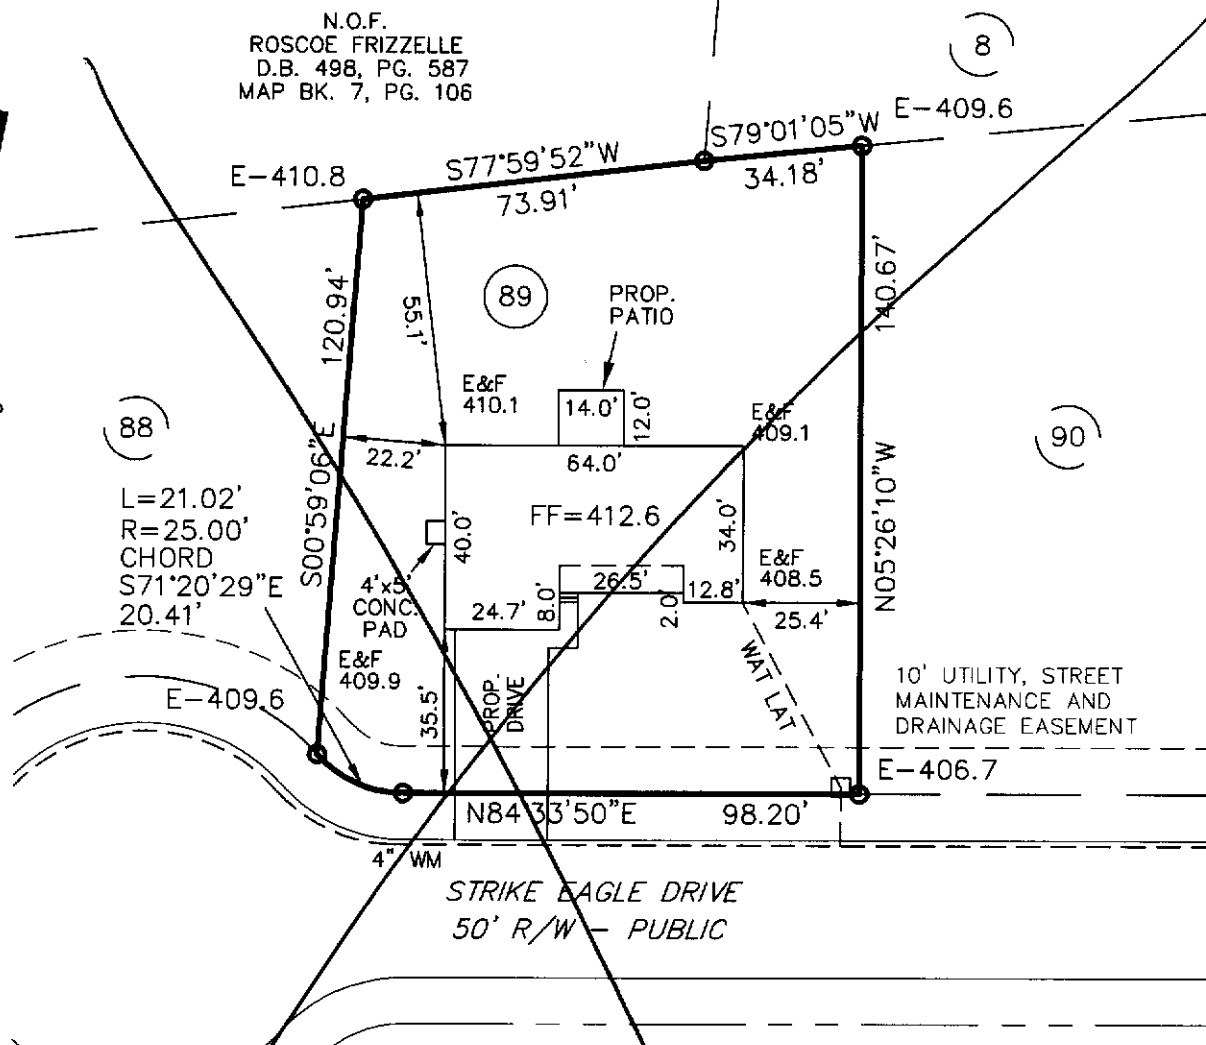 N.O.F.
ROSCOE FRIZZELLE
D.B. 498, PG. 587
MAP BK. 7, PG. 106
8
E-409.6
S79°01'05"W
34.18'
S77°59'52"W
73.91'
E-410.8
120.94'
S00°59'06"E
55.1'
89
PROP.
PATIO
140.67'
N05°26'10"W
E&F
410.1
14.0'
12.0'
E&F
409.1
88
22.2'
64.0'
90
L=21.02'
R=25.00'
CHORD
S71°20'29"E
20.41'
FF=412.6
40.0'
34.0'
4'x5'
CONC.
PAD
24.7'
8.0'
26.5'
2.0'
12.8'
E&F
408.5
25.4'
E&F
409.9
E-409.6
35.5'
PROP.
DRIVE
WAT LAT
10' UTILITY, STREET
MAINTENANCE AND
DRAINAGE EASEMENT
E-406.7
N84°33'50"E
98.20'
4" WM
STRIKE EAGLE DRIVE
50' R/W - PUBLIC